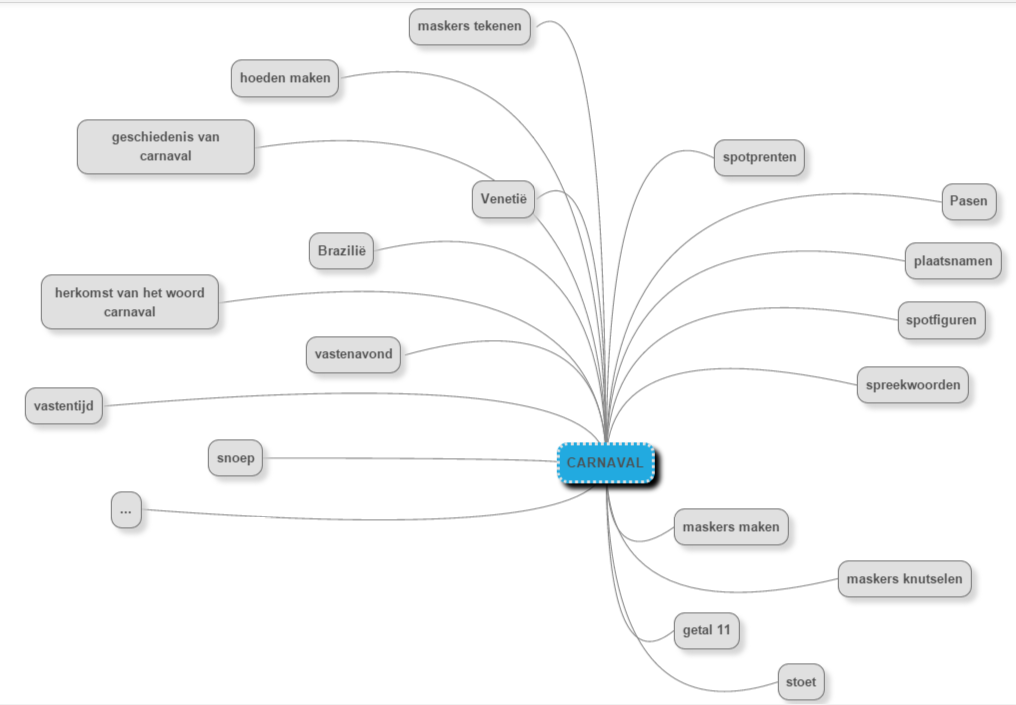 maskers tekenen
hoeden maken
geschiedenis van
carnaval
Venetië
Brazilië
herkomst van het woord
carnaval
vastenavond
vastentijd
snoep
...
CARNAVAL
spotprenten
Pasen
plaatsnamen
spotfiguren
spreekwoorden
maskers maken
maskers knutselen
getal 11
stoet